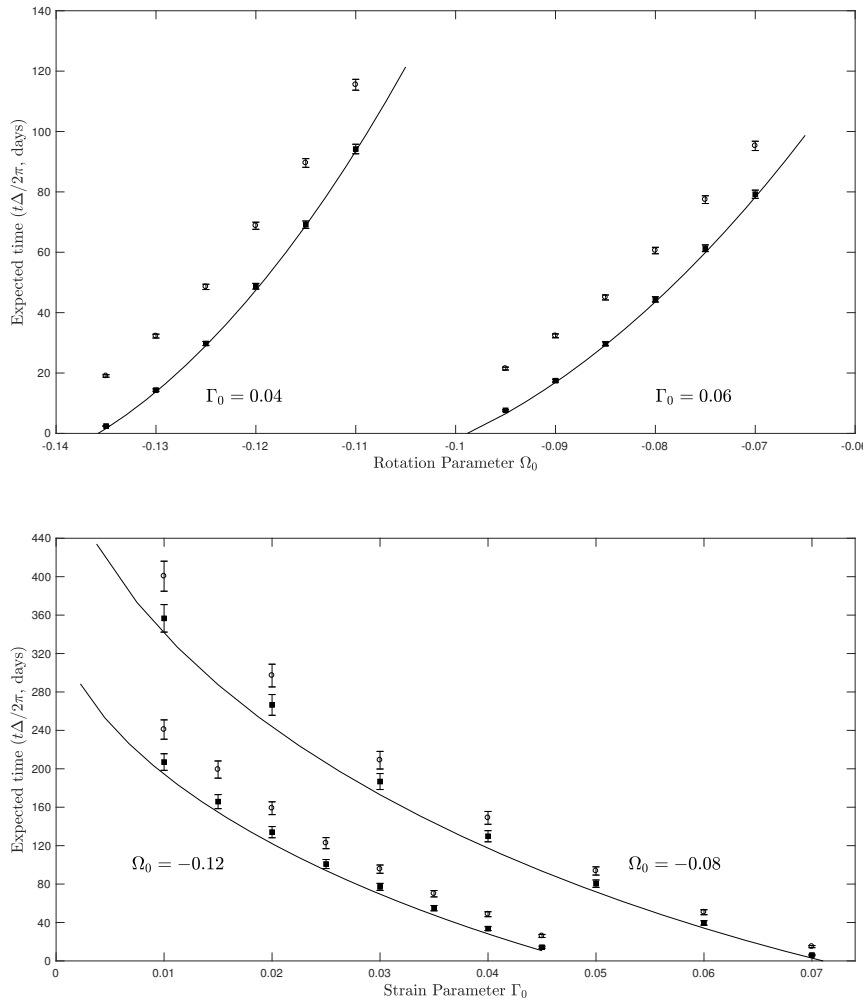 140
120
100
80
60
40
20
0
Expected time (tΔ/2π, days)
Γ₀ = 0.04
Γ₀ = 0.06
-0.14 -0.13 -0.12 -0.11 -0.1 -0.09 -0.08 -0.07 -0.06
Rotation Parameter Ω₀
440
400
360
320
280
240
200
160
120
80
40
0
Expected time (tΔ/2π, days)
Ω₀ = −0.12
Ω₀ = −0.08
0 0.01 0.02 0.03 0.04 0.05 0.06 0.07
Strain Parameter Γ₀